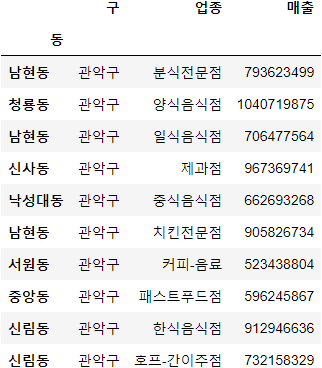 구 업종 매출
동
남현동 관악구 분식전문점 793623499
청룡동 관악구 양식음식점 1040719875
남현동 관악구 일식음식점 706477564
신사동 관악구 제과점 967369741
낙성대동 관악구 중식음식점 662693268
남현동 관악구 치킨전문점 905826734
서원동 관악구 커피-음료 523438804
중앙동 관악구 패스트푸드점 596245867
신림동 관악구 한식음식점 912946636
신림동 관악구 호프-간이주점 732158329